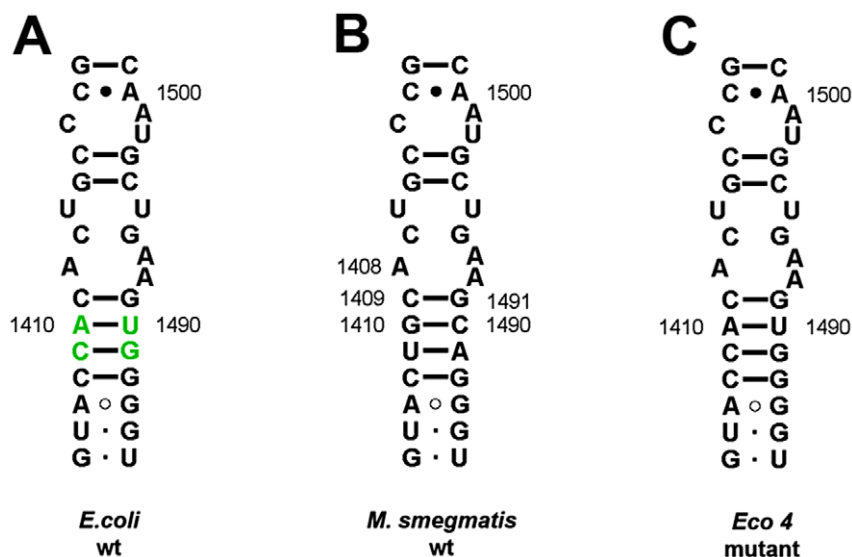 A
G – C
C • A 1500
A
C U
C – G
G – C
U U
C G
A
A A
C – G
1410 A – U 1490
C – G
C – G
A ○ G
U · G
G · U
E.coli
wt
B
G – C
C • A 1500
A
C U
C – G
G – C
U U
C G
A
1408 A A
1409 C – G 1491
1410 G – C 1490
U – A
C – G
A ○ G
U · G
G · U
M. smegmatis
wt
C
G – C
C • A 1500
A
C U
C – G
G – C
U U
C G
A
A A
C – G
1410 A – U 1490
C – G
C – G
A ○ G
U · G
G · U
Eco 4
mutant